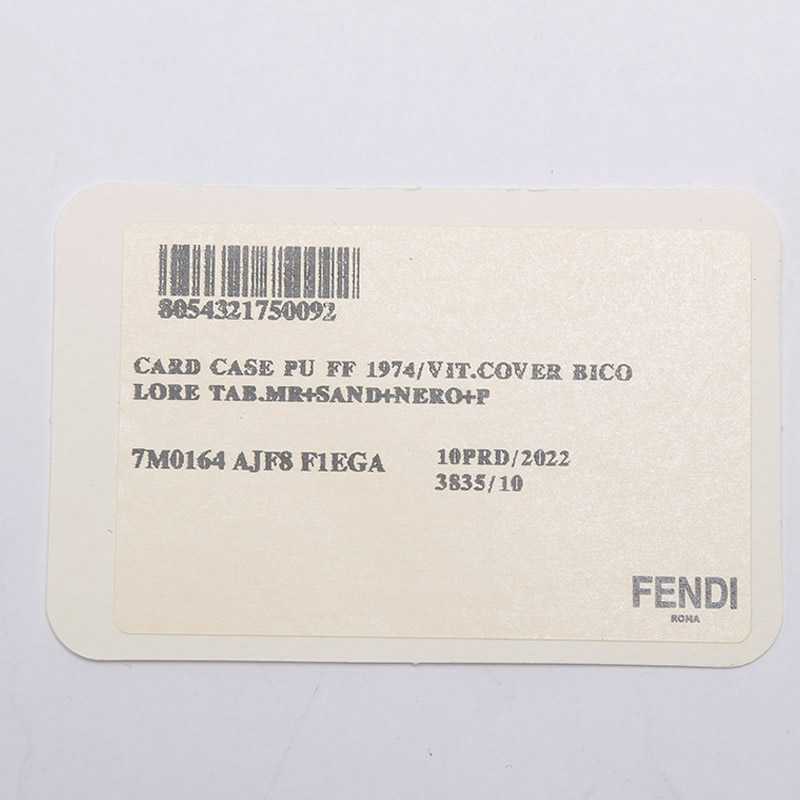 8054321750092
CARD CASE PU FF 1974/VIT.COVER BICO
LORE TAB.MR+SAND+NERO+P
7M0164 AJF8 F1EGA
10PRD/2022
3835/10
FENDI
ROMA